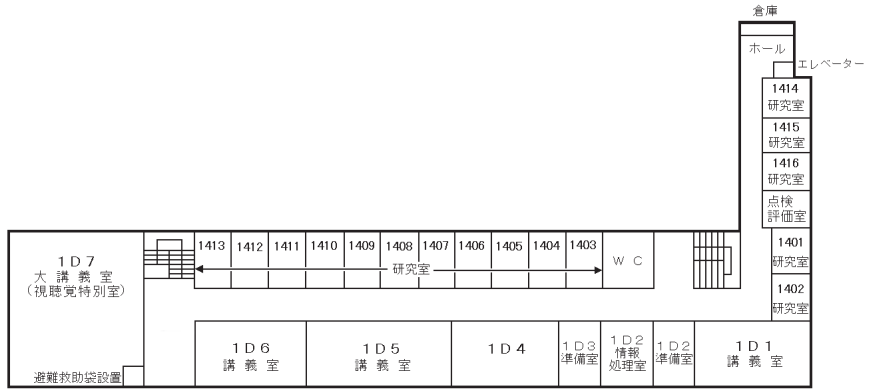 倉庫
ホール
エレベーター
1414
研究室
1415
研究室
1416
研究室
点検
評価室
1401
研究室
1402
研究室
1413 1412 1411 1410 1409 1408 1407 1406 1405 1404 1403
研究室
ＷＣ
１Ｄ７
大講義室
（視聴覚特別室）
避難救助袋設置
１Ｄ６
講義室
１Ｄ５
講義室
１Ｄ４
１Ｄ３
準備室
１Ｄ２
情報
処理室
１Ｄ２
準備室
１Ｄ１
講義室